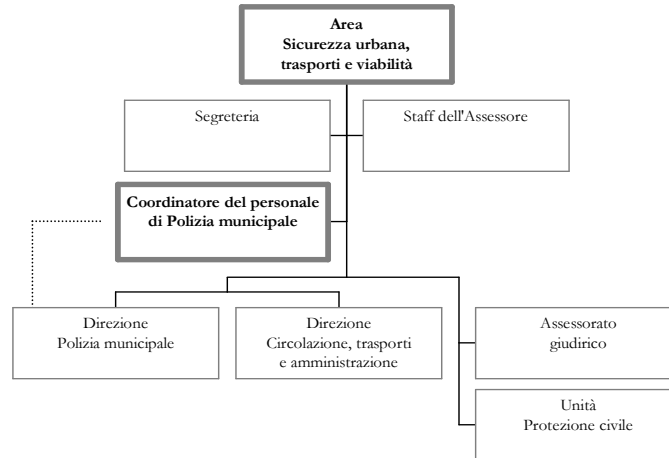 Area
Sicurezza urbana,
trasporti e viabilità
Segreteria
Staff dell'Assessore
Coordinatore del personale
di Polizia municipale
Direzione
Polizia municipale
Direzione
Circolazione, trasporti
e amministrazione
Assessorato
giudirico
Unità
Protezione civile